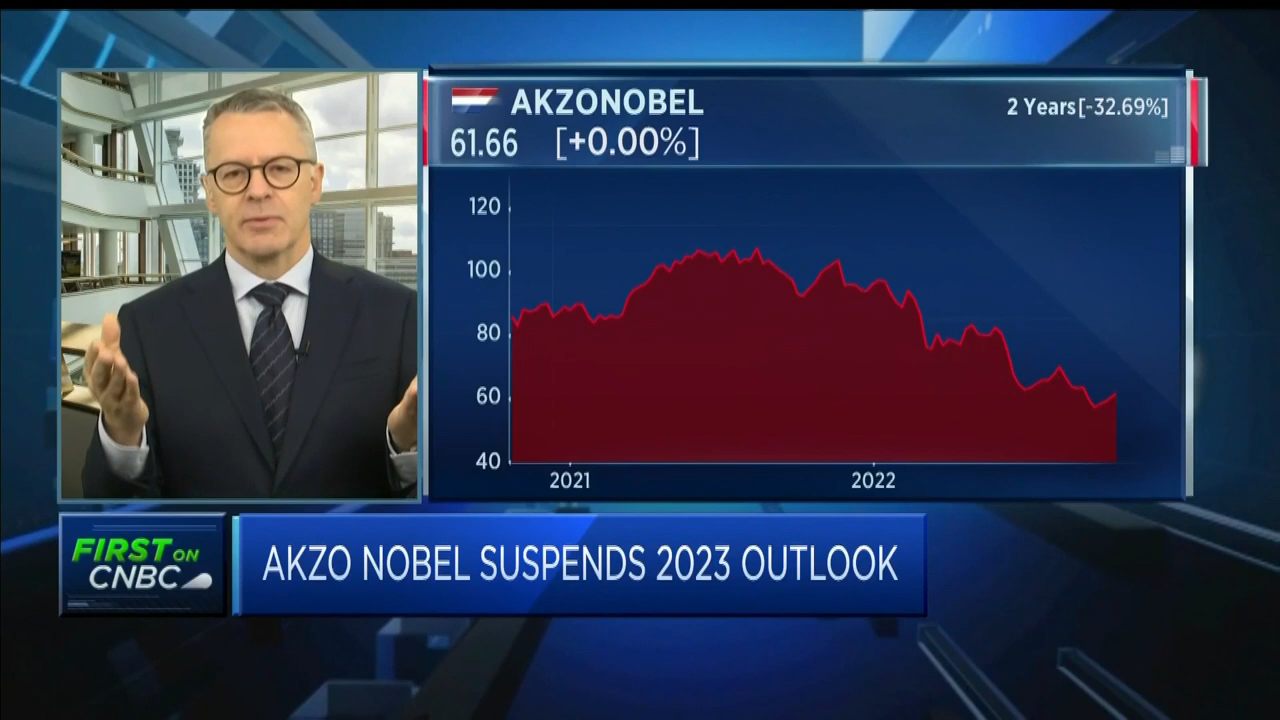 AKZONOBEL
2 Years[-32.69%]
61.66 [+0.00%]
120
100
80
60
40
2021
2022
FIRST ON
CNBC
AKZO NOBEL SUSPENDS 2023 OUTLOOK